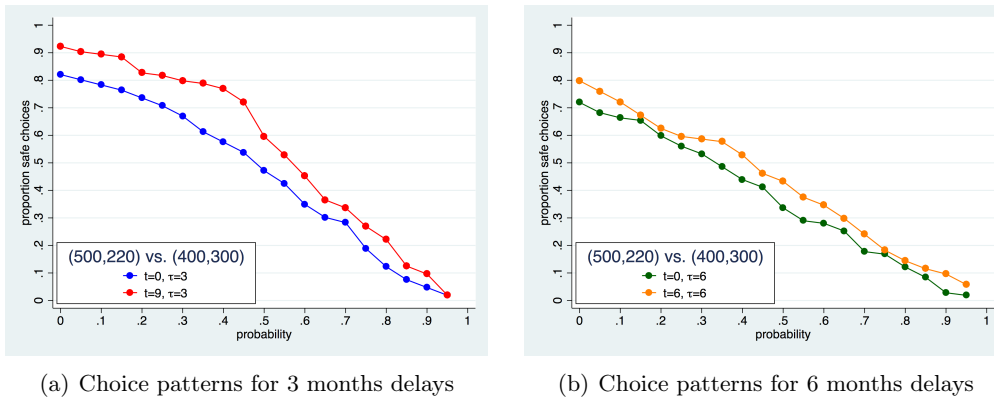 proportion safe choices
1
.9
.8
.7
.6
.5
.4
.3
.2
.1
0
(500,220) vs. (400,300)
t=0, τ=3
t=9, τ=3
0 .1 .2 .3 .4 .5 .6 .7 .8 .9 1
probability
(a) Choice patterns for 3 months delays
proportion safe choices
1
.9
.8
.7
.6
.5
.4
.3
.2
.1
0
(500,220) vs. (400,300)
t=0, τ=6
t=6, τ=6
0 .1 .2 .3 .4 .5 .6 .7 .8 .9 1
probability
(b) Choice patterns for 6 months delays